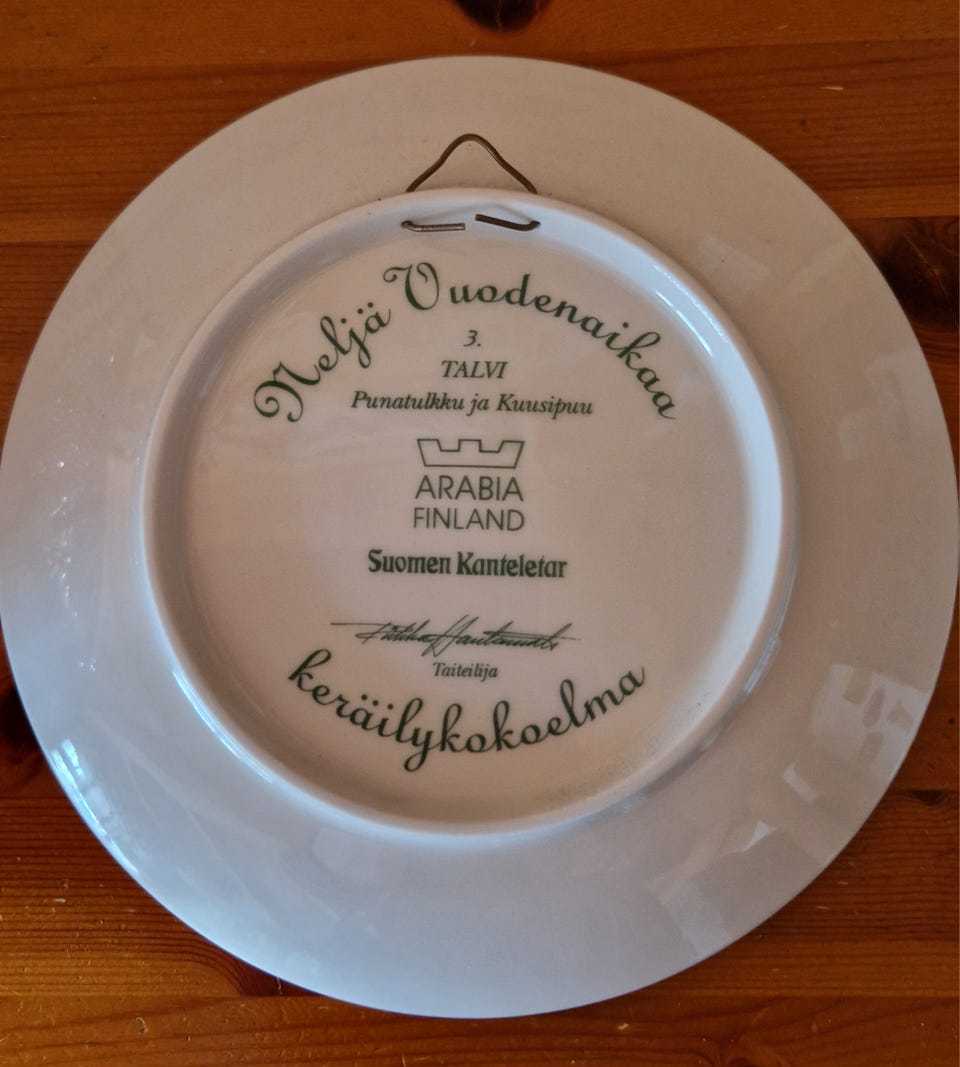 Neljä Vuodenaikaa
3.
TALVI
Punatulkku ja Kuusipuu
ARABIA
FINLAND
Suomen Kanteletar
Taiteilija
keräilykokoelma